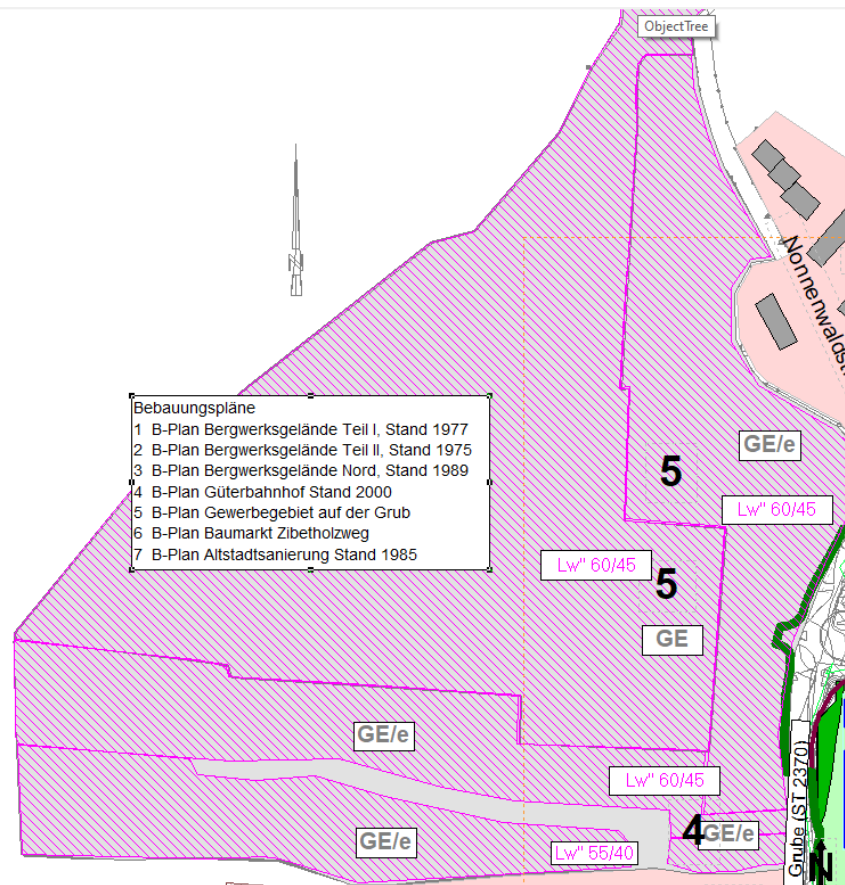 ObjectTree
Nonnenwaldst
N
Bebauungspläne
1 B-Plan Bergwerksgelände Teil I, Stand 1977
2 B-Plan Bergwerksgelände Teil II, Stand 1975
3 B-Plan Bergwerksgelände Nord, Stand 1989
4 B-Plan Güterbahnhof Stand 2000
5 B-Plan Gewerbegebiet auf der Grub
6 B-Plan Baumarkt Zibetholzweg
7 B-Plan Altstadtsanierung Stand 1985
GE/e
5
Lw" 60/45
Lw" 60/45
5
GE
GE/e
Lw" 60/45
4
GE/e
GE/e
Lw" 55/40
Grube (ST 2370)
N